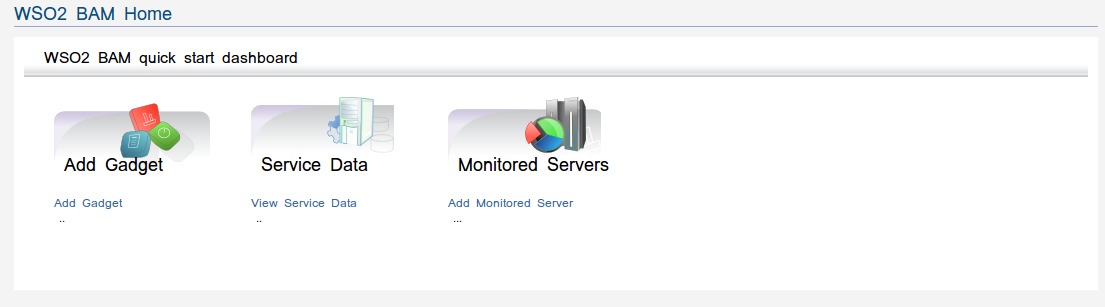 WSO2 BAM Home
WSO2 BAM quick start dashboard
Add Gadget
Service Data
Monitored Servers
Add Gadget
View Service Data
Add Monitored Server
..
..
...